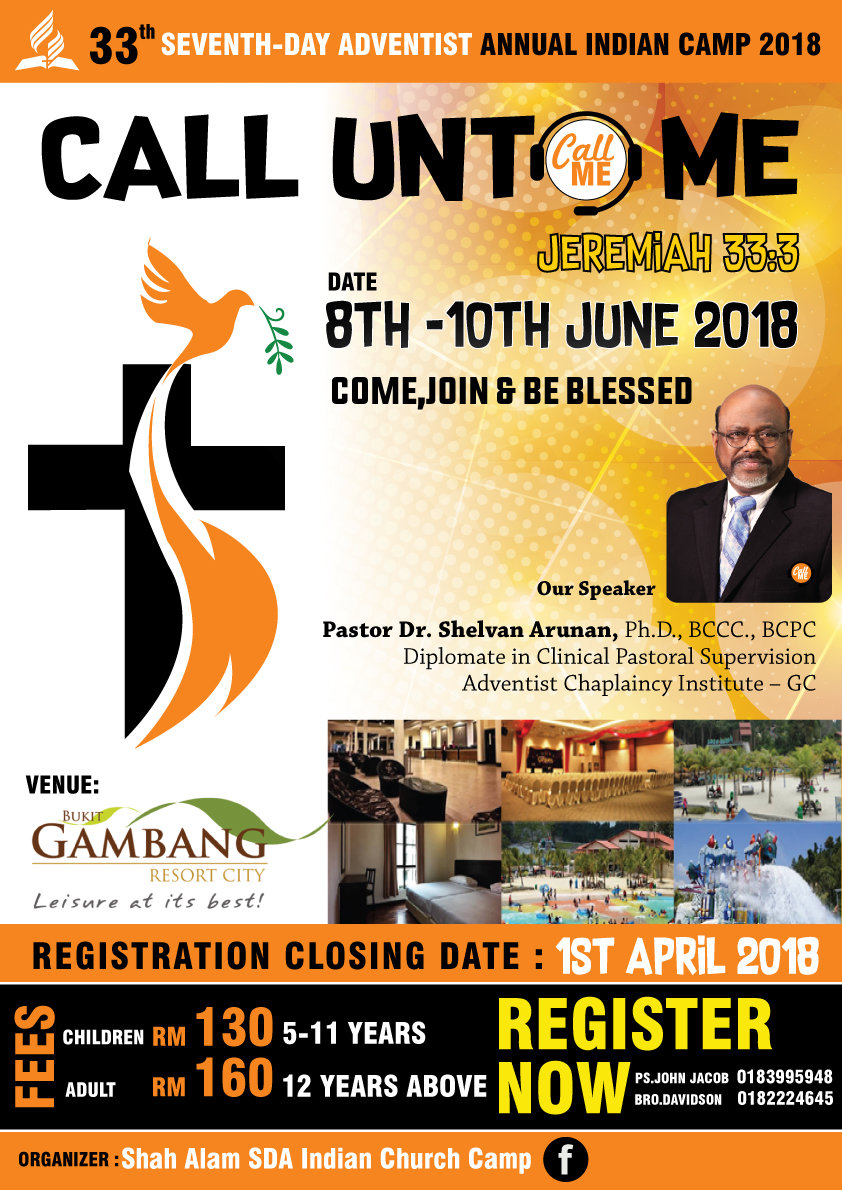 33th SEVENTH-DAY ADVENTIST ANNUAL INDIAN CAMP 2018
CALL UNTO ME
Call
ME
JEREMiAH 33:3
DATE
8TH -10TH JUNE 2018
COME,JOIN & BE BLESSED
Call
ME
Our Speaker
Pastor Dr. Shelvan Arunan, Ph.D., BCCC., BCPC
Diplomate in Clinical Pastoral Supervision
Adventist Chaplaincy Institute – GC
VENUE:
BUKIT
GAMBANG
RESORT CITY
Leisure at its best!
REGISTRATION CLOSING DATE : 1ST APRiL 2018
FEES
CHILDREN RM 130 5-11 YEARS
ADULT RM 160 12 YEARS ABOVE
REGISTER
NOW
PS.JOHN JACOB 0183995948
BRO.DAVIDSON 0182224645
ORGANIZER : Shah Alam SDA Indian Church Camp f